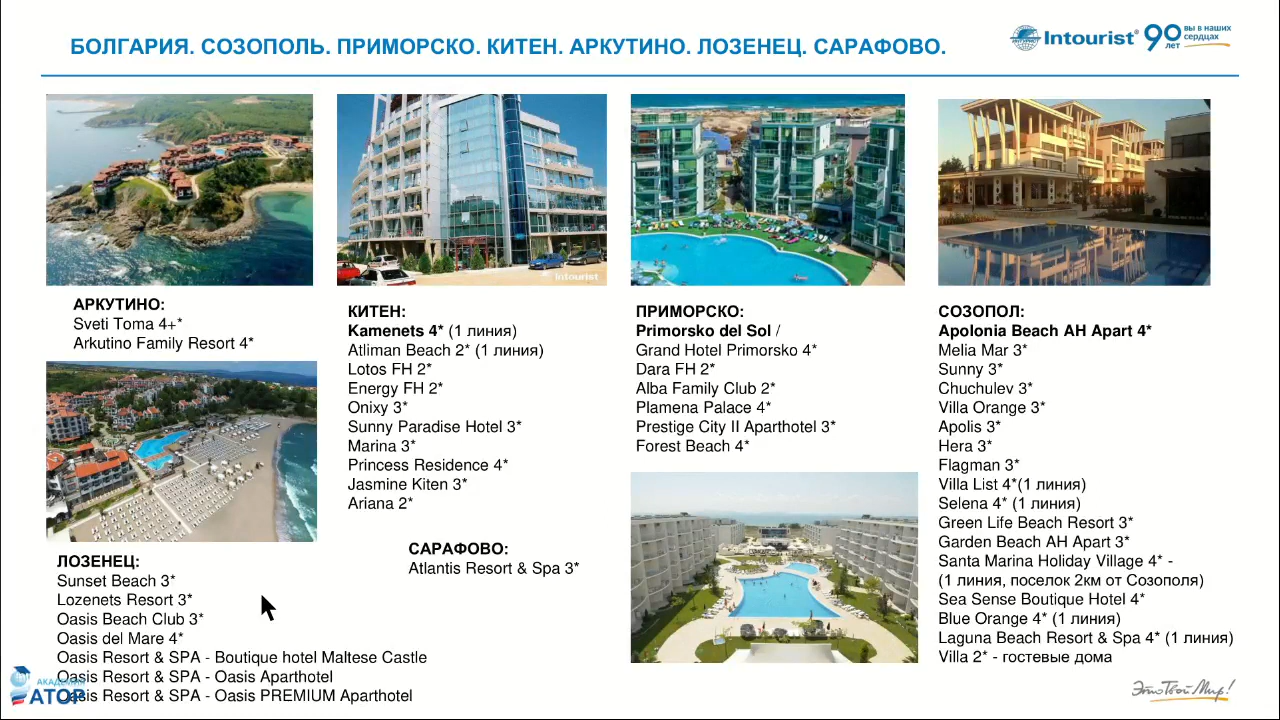 БОЛГАРИЯ. СОЗОПОЛЬ. ПРИМОРСКО. КИТЕН. АРКУТИНО. ЛОЗЕНЕЦ. САРАФОВО.
ИНТУРИСТ
Intourist®
90 лет
вы в наших
сердцах
Intourist
АРКУТИНО:
Sveti Toma 4+*
Arkutino Family Resort 4*
ЛОЗЕНЕЦ:
Sunset Beach 3*
Lozenets Resort 3*
Oasis Beach Club 3*
Oasis del Mare 4*
Oasis Resort & SPA - Boutique hotel Maltese Castle
Oasis Resort & SPA - Oasis Aparthotel
Oasis Resort & SPA - Oasis PREMIUM Aparthotel
АКАДЕМИЯ
АТОР
КИТЕН:
Kamenets 4* (1 линия)
Atliman Beach 2* (1 линия)
Lotos FH 2*
Energy FH 2*
Onixy 3*
Sunny Paradise Hotel 3*
Marina 3*
Princess Residence 4*
Jasmine Kiten 3*
Ariana 2*
САРАФОВО:
Atlantis Resort & Spa 3*
ПРИМОРСКО:
Primorsko del Sol /
Grand Hotel Primorsko 4*
Dara FH 2*
Alba Family Club 2*
Plamena Palace 4*
Prestige City II Aparthotel 3*
Forest Beach 4*
СОЗОПОЛ:
Apolonia Beach AH Apart 4*
Melia Mar 3*
Sunny 3*
Chuchulev 3*
Villa Orange 3*
Apolis 3*
Hera 3*
Flagman 3*
Villa List 4*(1 линия)
Selena 4* (1 линия)
Green Life Beach Resort 3*
Garden Beach AH Apart 3*
Santa Marina Holiday Village 4* -
(1 линия, поселок 2км от Созополя)
Sea Sense Boutique Hotel 4*
Blue Orange 4* (1 линия)
Laguna Beach Resort & Spa 4* (1 линия)
Villa 2* - гостевые дома
Это Твой Мир!